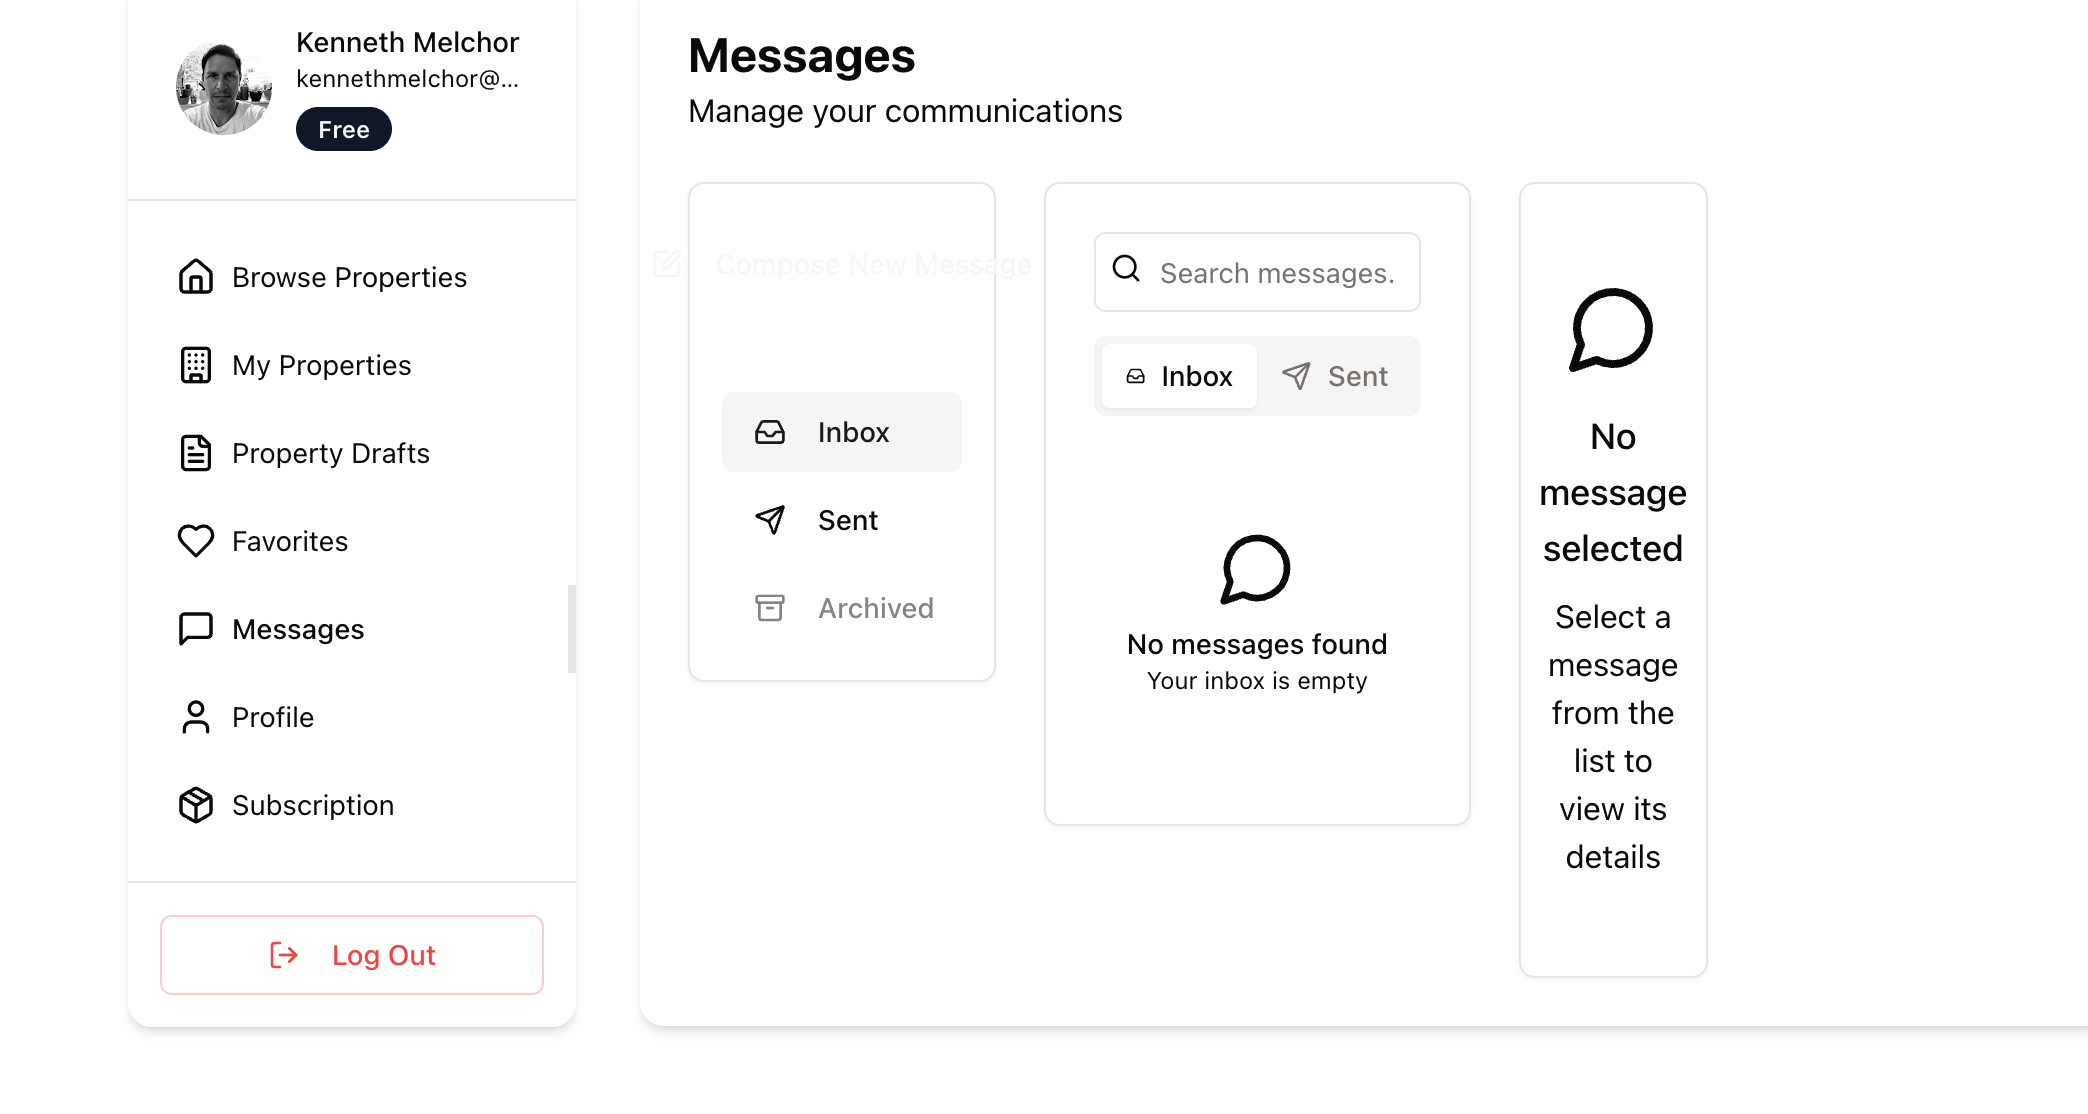 Kenneth Melchor
kennethmelchor@...
Free
Browse Properties
My Properties
Property Drafts
Favorites
Messages
Profile
Subscription
Log Out
Messages
Manage your communications
Compose New Message
Inbox
Sent
Archived
Search messages.
Inbox
Sent
No messages found
Your inbox is empty
No
message
selected
Select a
message
from the
list to
view its
details